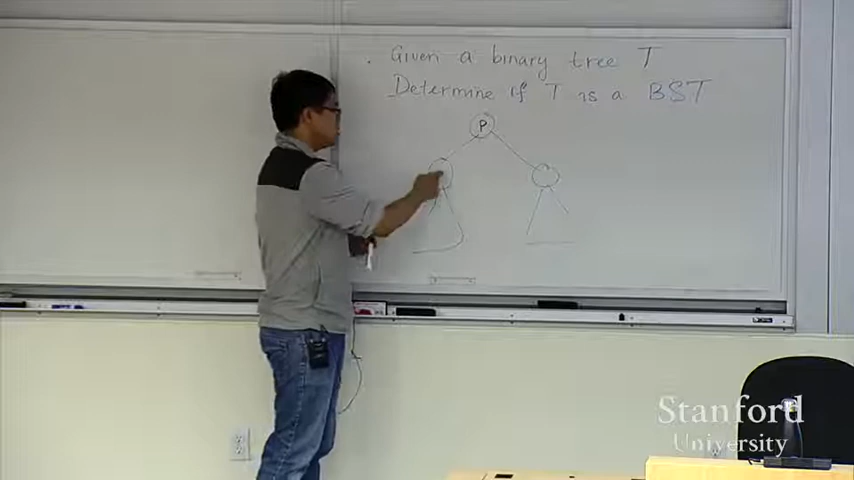 Given a binary tree T
Determine if T is a BST
P
Stanford
University